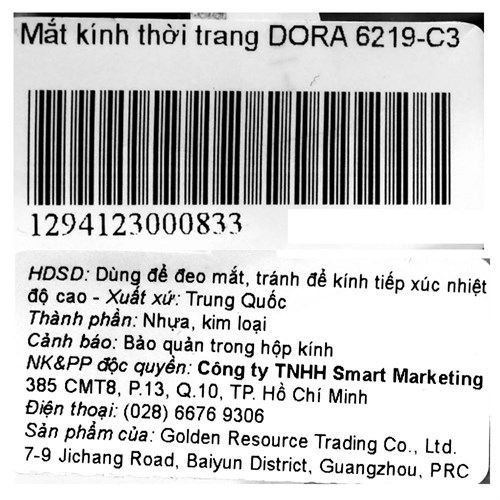 Mắt kính thời trang DORA 6219-C3
1294123000833
HDSD: Dùng để đeo mắt, tránh để kính tiếp xúc nhiệt
độ cao - Xuất xứ: Trung Quốc
Thành phần: Nhựa, kim loại
Cảnh báo: Bảo quản trong hộp kính
NK&PP độc quyền: Công ty TNHH Smart Marketing
385 CMT8, P.13, Q.10, TP. Hồ Chí Minh
Điện thoại: (028) 6676 9306
Sản phẩm của: Golden Resource Trading Co., Ltd.
7-9 Jichang Road, Baiyun District, Guangzhou, PRC